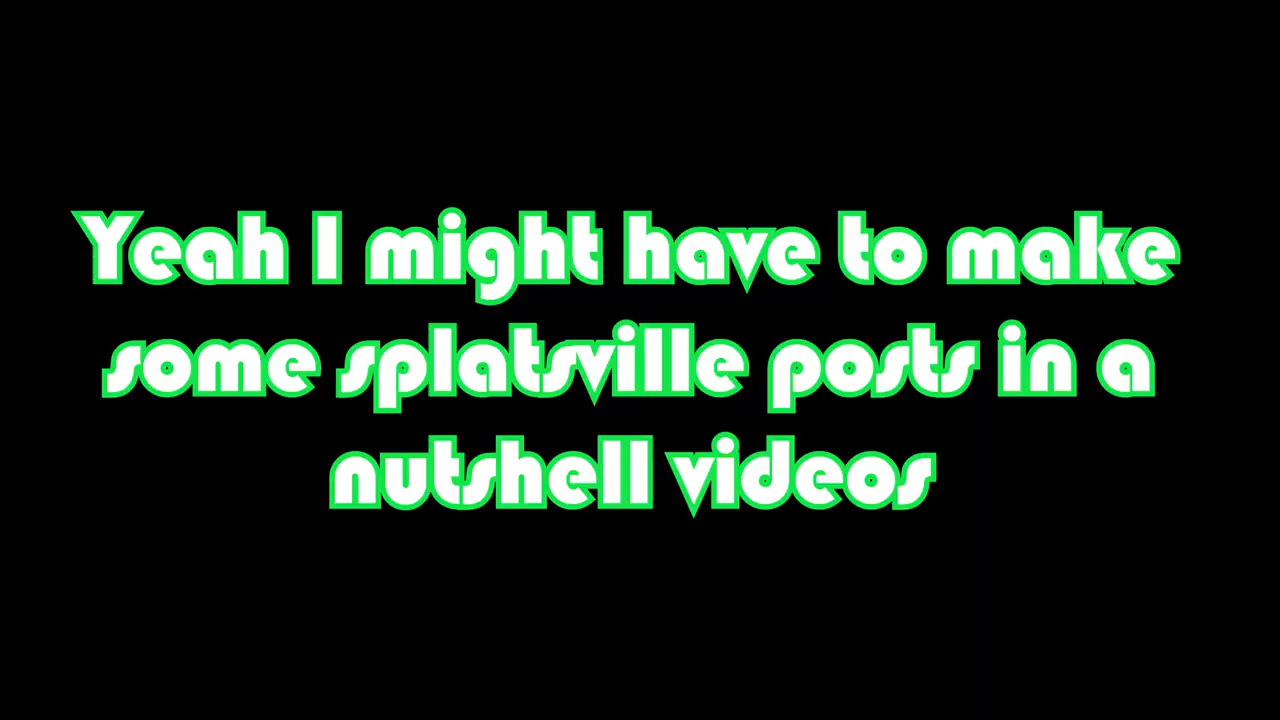 Yeah I might have to make
some splatsville posts in a
nutshell videos